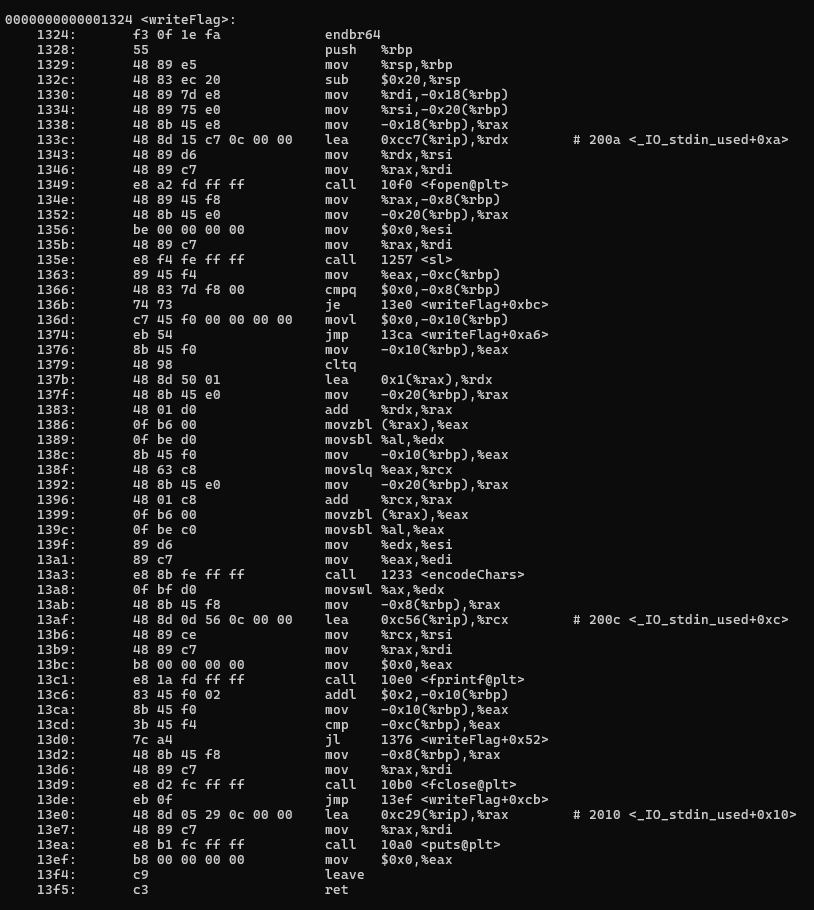 0000000000001324 <writeFlag>:
    1324:       f3 0f 1e fa             endbr64
    1328:       55                      push   %rbp
    1329:       48 89 e5                mov    %rsp,%rbp
    132c:       48 83 ec 20             sub    $0x20,%rsp
    1330:       48 89 7d e8             mov    %rdi,-0x18(%rbp)
    1334:       48 89 75 e0             mov    %rsi,-0x20(%rbp)
    1338:       48 8b 45 e8             mov    -0x18(%rbp),%rax
    133c:       48 8d 15 c7 0c 00 00    lea    0xcc7(%rip),%rdx        # 200a <_IO_stdin_used+0xa>
    1343:       48 89 d6                mov    %rdx,%rsi
    1346:       48 89 c7                mov    %rax,%rdi
    1349:       e8 a2 fd ff ff          call   10f0 <fopen@plt>
    134e:       48 89 45 f8             mov    %rax,-0x8(%rbp)
    1352:       48 8b 45 e0             mov    -0x20(%rbp),%rax
    1356:       be 00 00 00 00          mov    $0x0,%esi
    135b:       48 89 c7                mov    %rax,%rdi
    135e:       e8 f4 fe ff ff          call   1257 <sl>
    1363:       89 45 f4                mov    %eax,-0xc(%rbp)
    1366:       48 83 7d f8 00          cmpq   $0x0,-0x8(%rbp)
    136b:       74 73                   je     13e0 <writeFlag+0xbc>
    136d:       c7 45 f0 00 00 00 00    movl   $0x0,-0x10(%rbp)
    1374:       eb 54                   jmp    13ca <writeFlag+0xa6>
    1376:       8b 45 f0                mov    -0x10(%rbp),%eax
    1379:       48 98                   cltq
    137b:       48 8d 50 01             lea    0x1(%rax),%rdx
    137f:       48 8b 45 e0             mov    -0x20(%rbp),%rax
    1383:       48 01 d0                add    %rdx,%rax
    1386:       0f b6 00                movzbl (%rax),%eax
    1389:       0f be d0                movsbl %al,%edx
    138c:       8b 45 f0                mov    -0x10(%rbp),%eax
    138f:       48 63 c8                movslq %eax,%rcx
    1392:       48 8b 45 e0             mov    -0x20(%rbp),%rax
    1396:       48 01 c8                add    %rcx,%rax
    1399:       0f b6 00                movzbl (%rax),%eax
    139c:       0f be c0                movsbl %al,%eax
    139f:       89 d6                   mov    %edx,%esi
    13a1:       89 c7                   mov    %eax,%edi
    13a3:       e8 8b fe ff ff          call   1233 <encodeChars>
    13a8:       0f bf d0                movswl %ax,%edx
    13ab:       48 8b 45 f8             mov    -0x8(%rbp),%rax
    13af:       48 8d 0d 56 0c 00 00    lea    0xc56(%rip),%rcx        # 200c <_IO_stdin_used+0xc>
    13b6:       48 89 ce                mov    %rcx,%rsi
    13b9:       48 89 c7                mov    %rax,%rdi
    13bc:       b8 00 00 00 00          mov    $0x0,%eax
    13c1:       e8 1a fd ff ff          call   10e0 <fprintf@plt>
    13c6:       83 45 f0 02             addl   $0x2,-0x10(%rbp)
    13ca:       8b 45 f0                mov    -0x10(%rbp),%eax
    13cd:       3b 45 f4                cmp    -0xc(%rbp),%eax
    13d0:       7c a4                   jl     1376 <writeFlag+0x52>
    13d2:       48 8b 45 f8             mov    -0x8(%rbp),%rax
    13d6:       48 89 c7                mov    %rax,%rdi
    13d9:       e8 d2 fc ff ff          call   10b0 <fclose@plt>
    13de:       eb 0f                   jmp    13ef <writeFlag+0xcb>
    13e0:       48 8d 05 29 0c 00 00    lea    0xc29(%rip),%rax        # 2010 <_IO_stdin_used+0x10>
    13e7:       48 89 c7                mov    %rax,%rdi
    13ea:       e8 b1 fc ff ff          call   10a0 <puts@plt>
    13ef:       b8 00 00 00 00          mov    $0x0,%eax
    13f4:       c9                      leave
    13f5:       c3                      ret